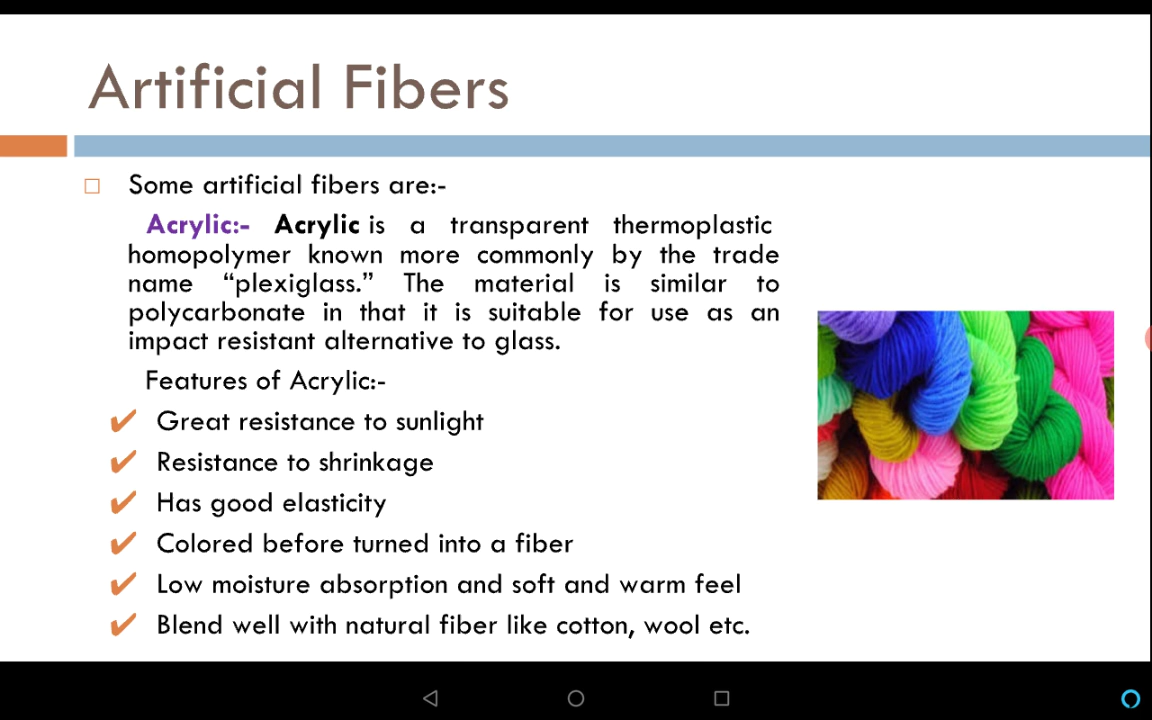 Artificial Fibers
Some artificial fibers are:-
Acrylic:- Acrylic is a transparent thermoplastic
homopolymer known more commonly by the trade
name “plexiglass.” The material is similar to
polycarbonate in that it is suitable for use as an
impact resistant alternative to glass.
Features of Acrylic:-
Great resistance to sunlight
Resistance to shrinkage
Has good elasticity
Colored before turned into a fiber
Low moisture absorption and soft and warm feel
Blend well with natural fiber like cotton, wool etc.